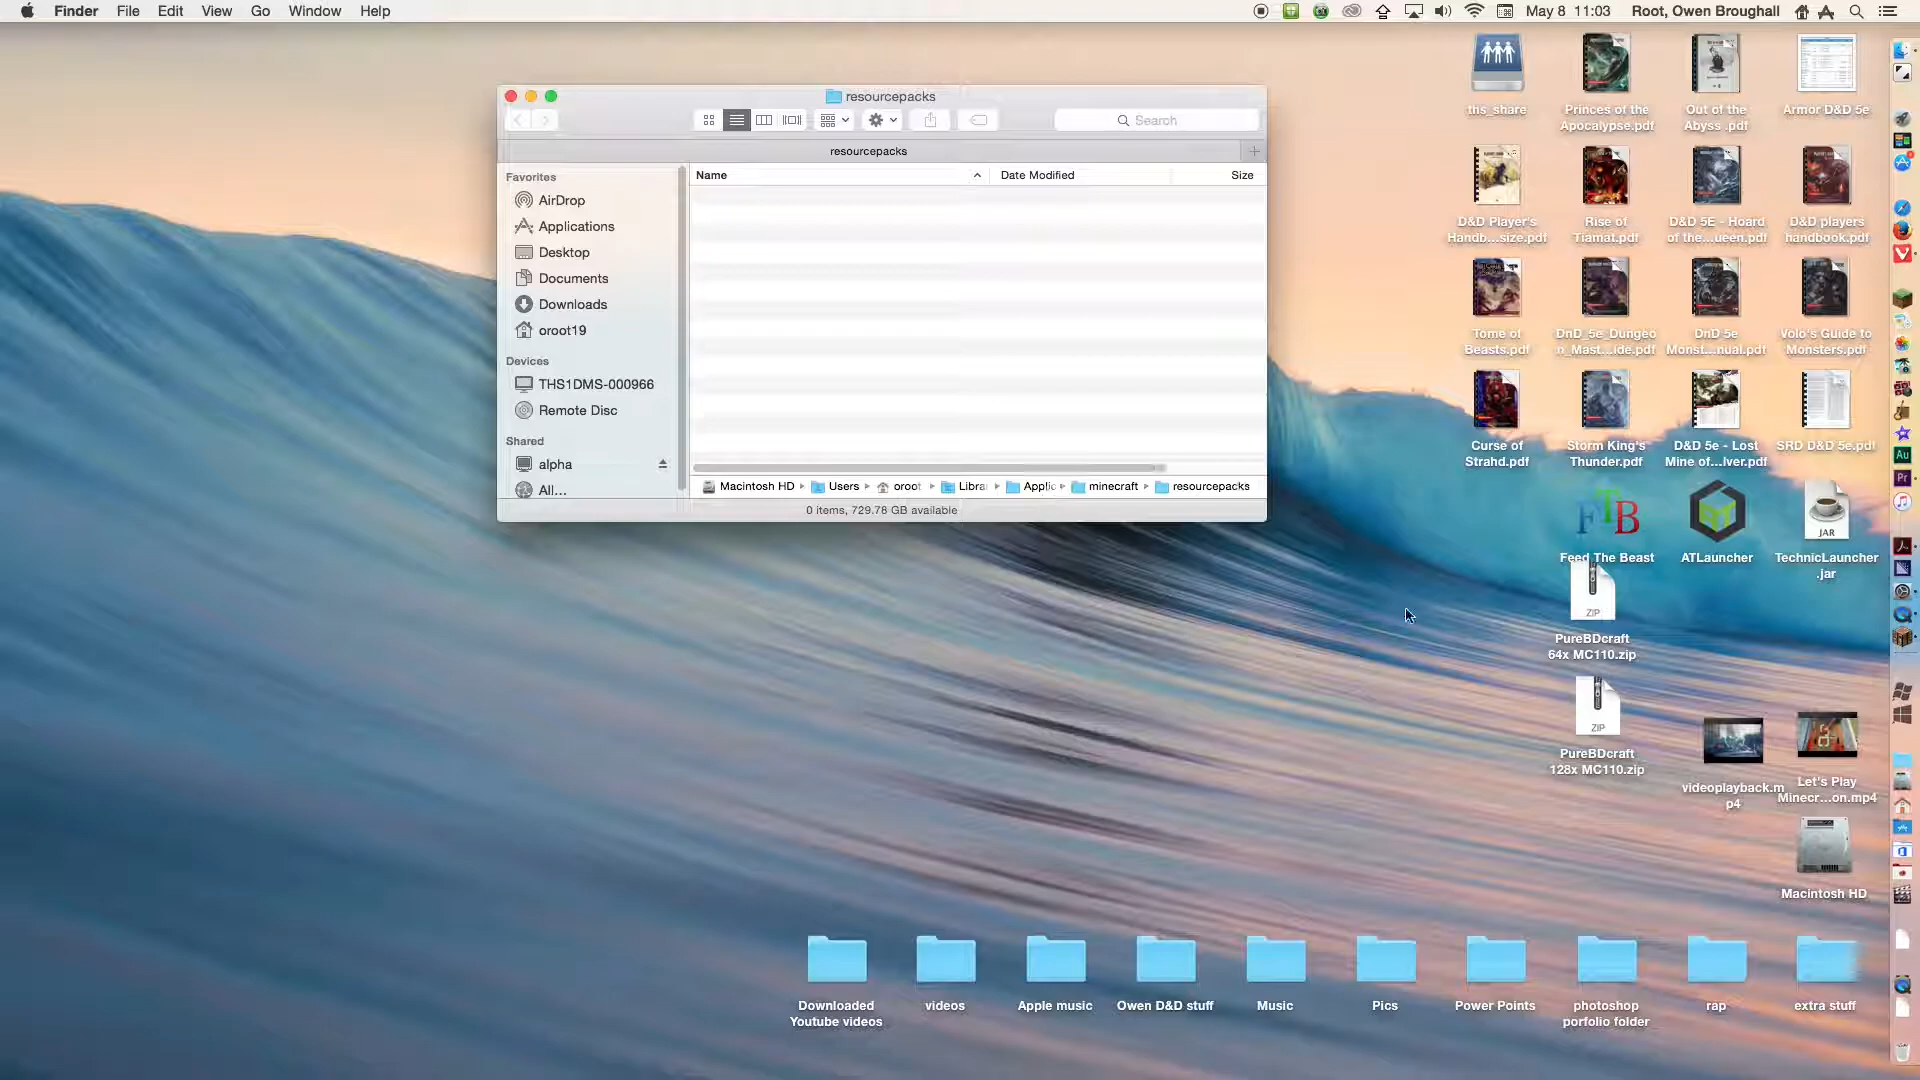 Finder File Edit View Go Window Help
May 8 11:03 Root, Owen Broughall
resourcepacks
Search
resourcepacks
Name Date Modified Size
Favorites
AirDrop
Applications
Desktop
Documents
Downloads
oroot19
Devices
THS1DMS-000966
Remote Disc
Shared
alpha
All...
Macintosh HD Users oroot Libra Applic minecraft resourcepacks
0 items, 729.78 GB available
ths_share
Princes of the
Apocalypse.pdf
Out of the
Abyss .pdf
Armor D&D 5e
D&D Player's
Handb...size.pdf
Rise of
Tiamat.pdf
D&D 5E - Hoard
of the...ueen.pdf
D&D players
handbook.pdf
Tome of
Beasts.pdf
DnD_5e_Dungeo
n_Mast...ide.pdf
DnD 5e
Monst...nual.pdf
Volo's Guide to
Monsters.pdf
Curse of
Strahd.pdf
Storm King's
Thunder.pdf
D&D 5e - Lost
Mine of...lver.pdf
SRD D&D 5e.pdf
FTB
Feed The Beast
ATLauncher
JAR
TechnicLauncher
.jar
ZIP
PureBDcraft
64x MC110.zip
ZIP
PureBDcraft
128x MC110.zip
videoplayback.m
p4
Let's Play
Minecr...on.mp4
Macintosh HD
Downloaded
Youtube videos
videos
Apple music
Owen D&D stuff
Music
Pics
Power Points
photoshop
porfolio folder
rap
extra stuff
Au
Pr